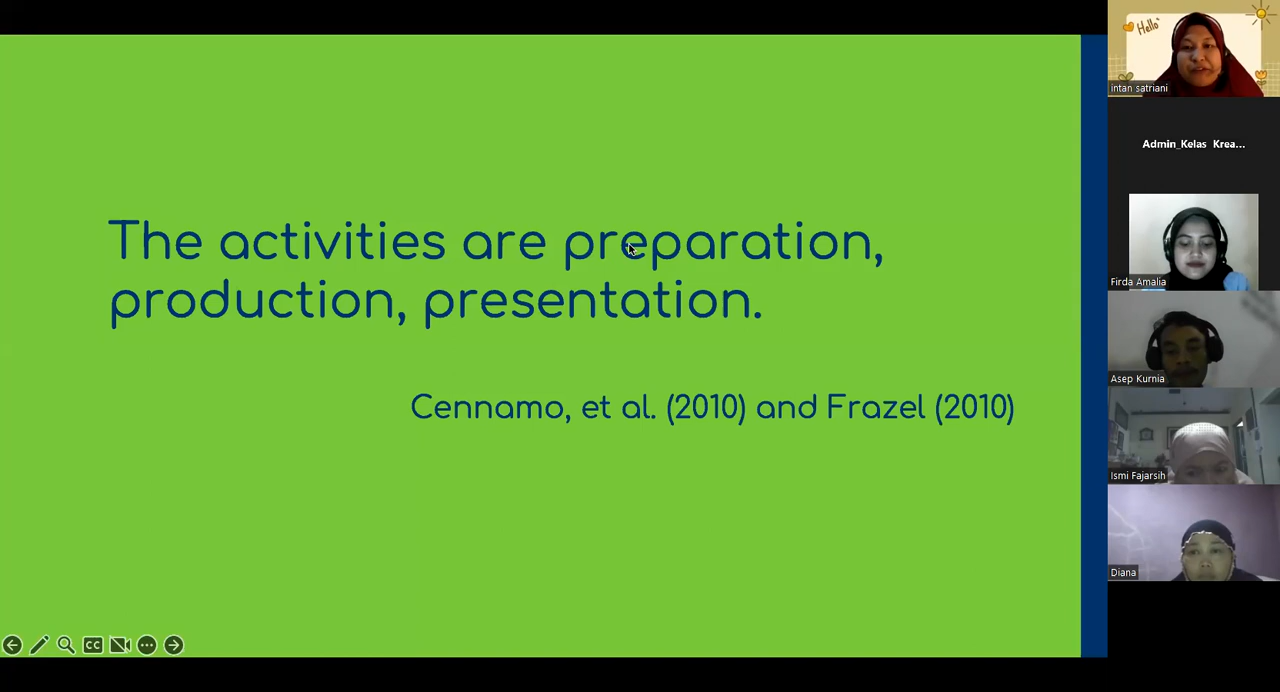 The activities are preparation,
production, presentation.
Cennamo, et al. (2010) and Frazel (2010)
Hello
intan satriani
Admin_Kelas Krea...
Firda Amalia
Asep Kurnia
Ismi Fajarsih
Diana
CC